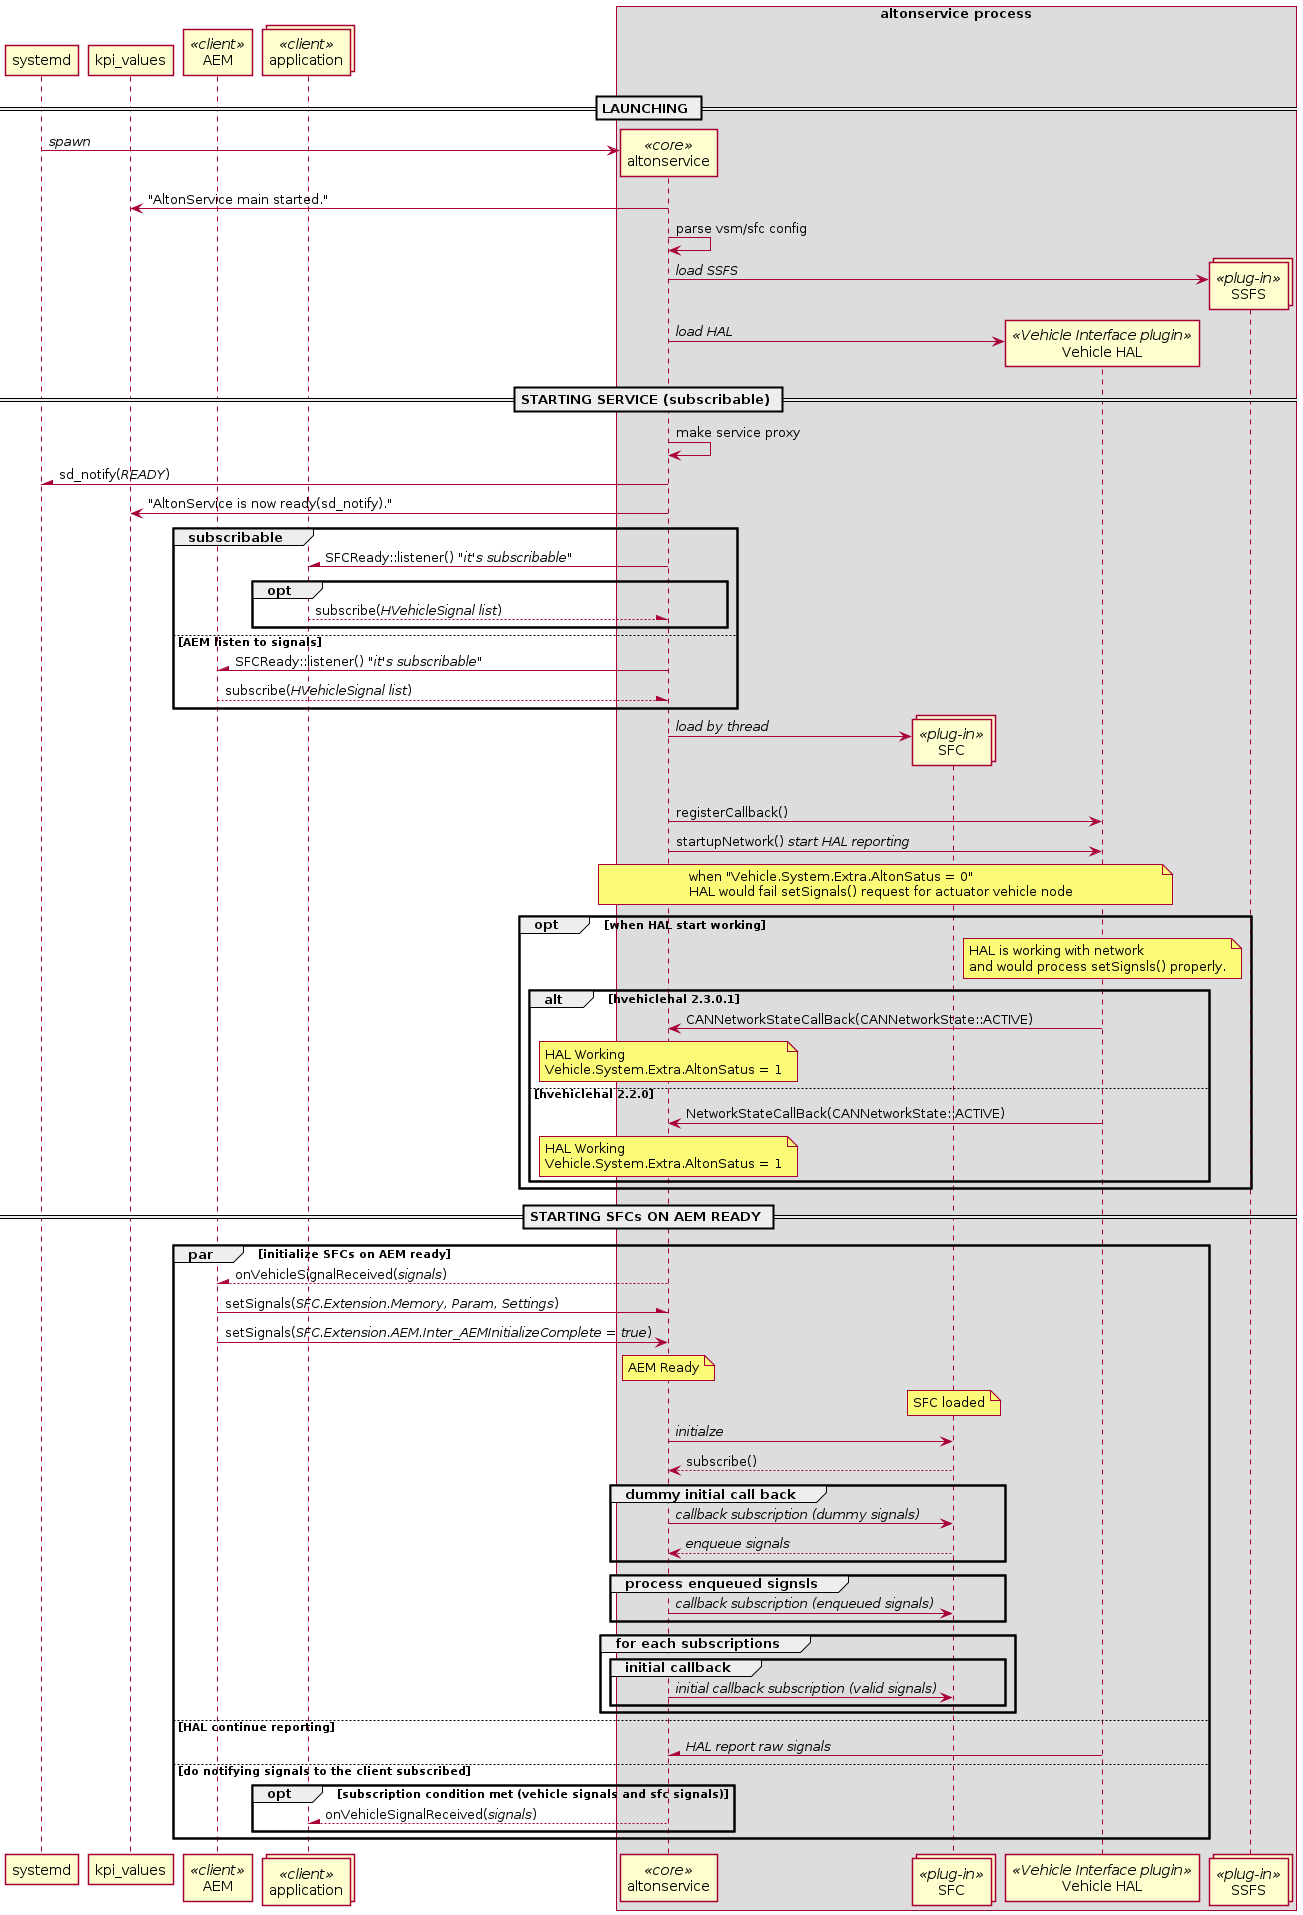 altonservice process
systemd
kpi_values
«client»
AEM
«client»
application
LAUNCHING
spawn
«core»
altonservice
"AltonService main started."
parse vsm/sfc config
load SSFS
«plug-in»
SSFS
load HAL
«Vehicle Interface plugin»
Vehicle HAL
STARTING SERVICE (subscribable)
make service proxy
sd_notify(READY)
"AltonService is now ready(sd_notify)."
subscribable
SFCReady::listener() "it's subscribable"
opt
subscribe(HVehicleSignal list)
[AEM listen to signals]
SFCReady::listener() "it's subscribable"
subscribe(HVehicleSignal list)
load by thread
«plug-in»
SFC
registerCallback()
startupNetwork() start HAL reporting
when "Vehicle.System.Extra.AltonSatus = 0"
HAL would fail setSignals() request for actuator vehicle node
opt [when HAL start working]
HAL is working with network
and would process setSignsls() properly.
alt [hvehiclehal 2.3.0.1]
CANNetworkStateCallBack(CANNetworkState::ACTIVE)
HAL Working
Vehicle.System.Extra.AltonSatus = 1
[hvehiclehal 2.2.0]
NetworkStateCallBack(CANNetworkState::ACTIVE)
HAL Working
Vehicle.System.Extra.AltonSatus = 1
STARTING SFCs ON AEM READY
par [initialize SFCs on AEM ready]
onVehicleSignalReceived(signals)
setSignals(SFC.Extension.Memory, Param, Settings)
setSignals(SFC.Extension.AEM.Inter_AEMInitializeComplete = true)
AEM Ready
SFC loaded
initialze
subscribe()
dummy initial call back
callback subscription (dummy signals)
enqueue signals
process enqueued signsls
callback subscription (enqueued signals)
for each subscriptions
initial callback
initial callback subscription (valid signals)
[HAL continue reporting]
HAL report raw signals
[do notifying signals to the client subscribed]
opt [subscription condition met (vehicle signals and sfc signals)]
onVehicleSignalReceived(signals)
systemd
kpi_values
«client»
AEM
«client»
application
«core»
altonservice
«plug-in»
SFC
«Vehicle Interface plugin»
Vehicle HAL
«plug-in»
SSFS